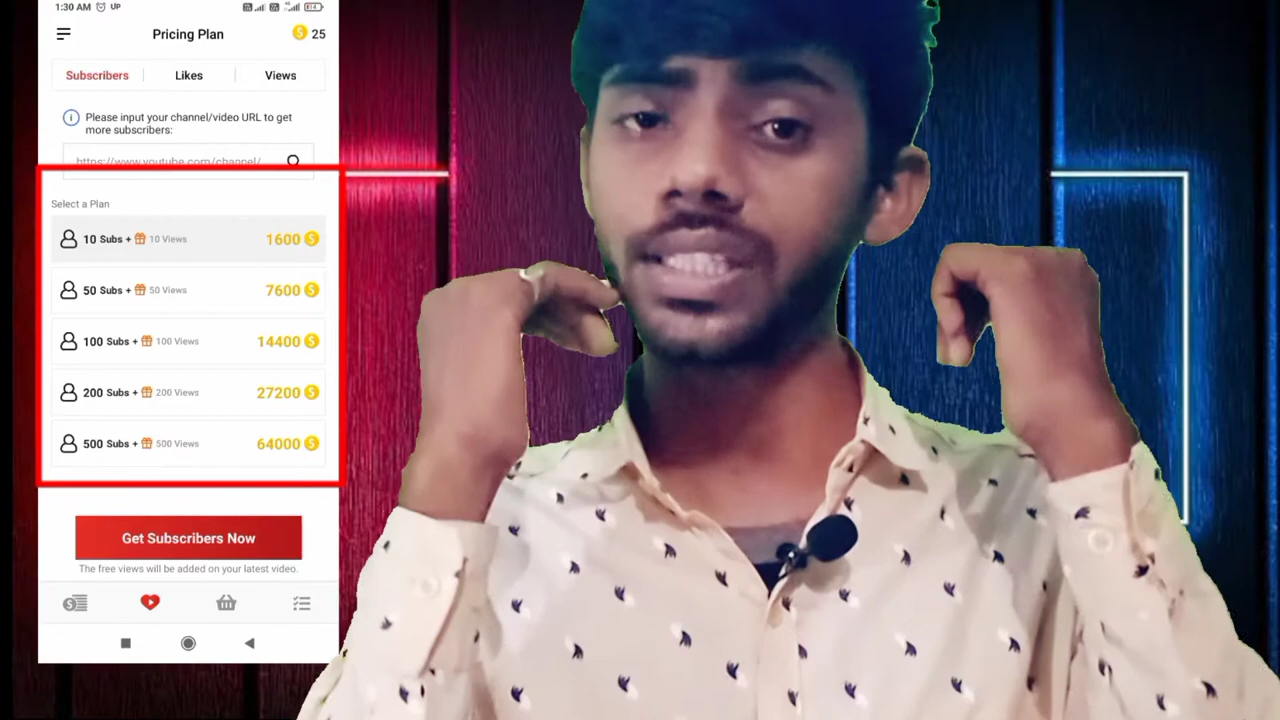 1:30 AM UP
Pricing Plan
25
Subscribers Likes Views
Please input your channel/video URL to get
more subscribers:
https://www.youtube.com/channel/
Select a Plan
10 Subs + 10 Views 1600
50 Subs + 50 Views 7600
100 Subs + 100 Views 14400
200 Subs + 200 Views 27200
500 Subs + 500 Views 64000
Get Subscribers Now
The free views will be added on your latest video.